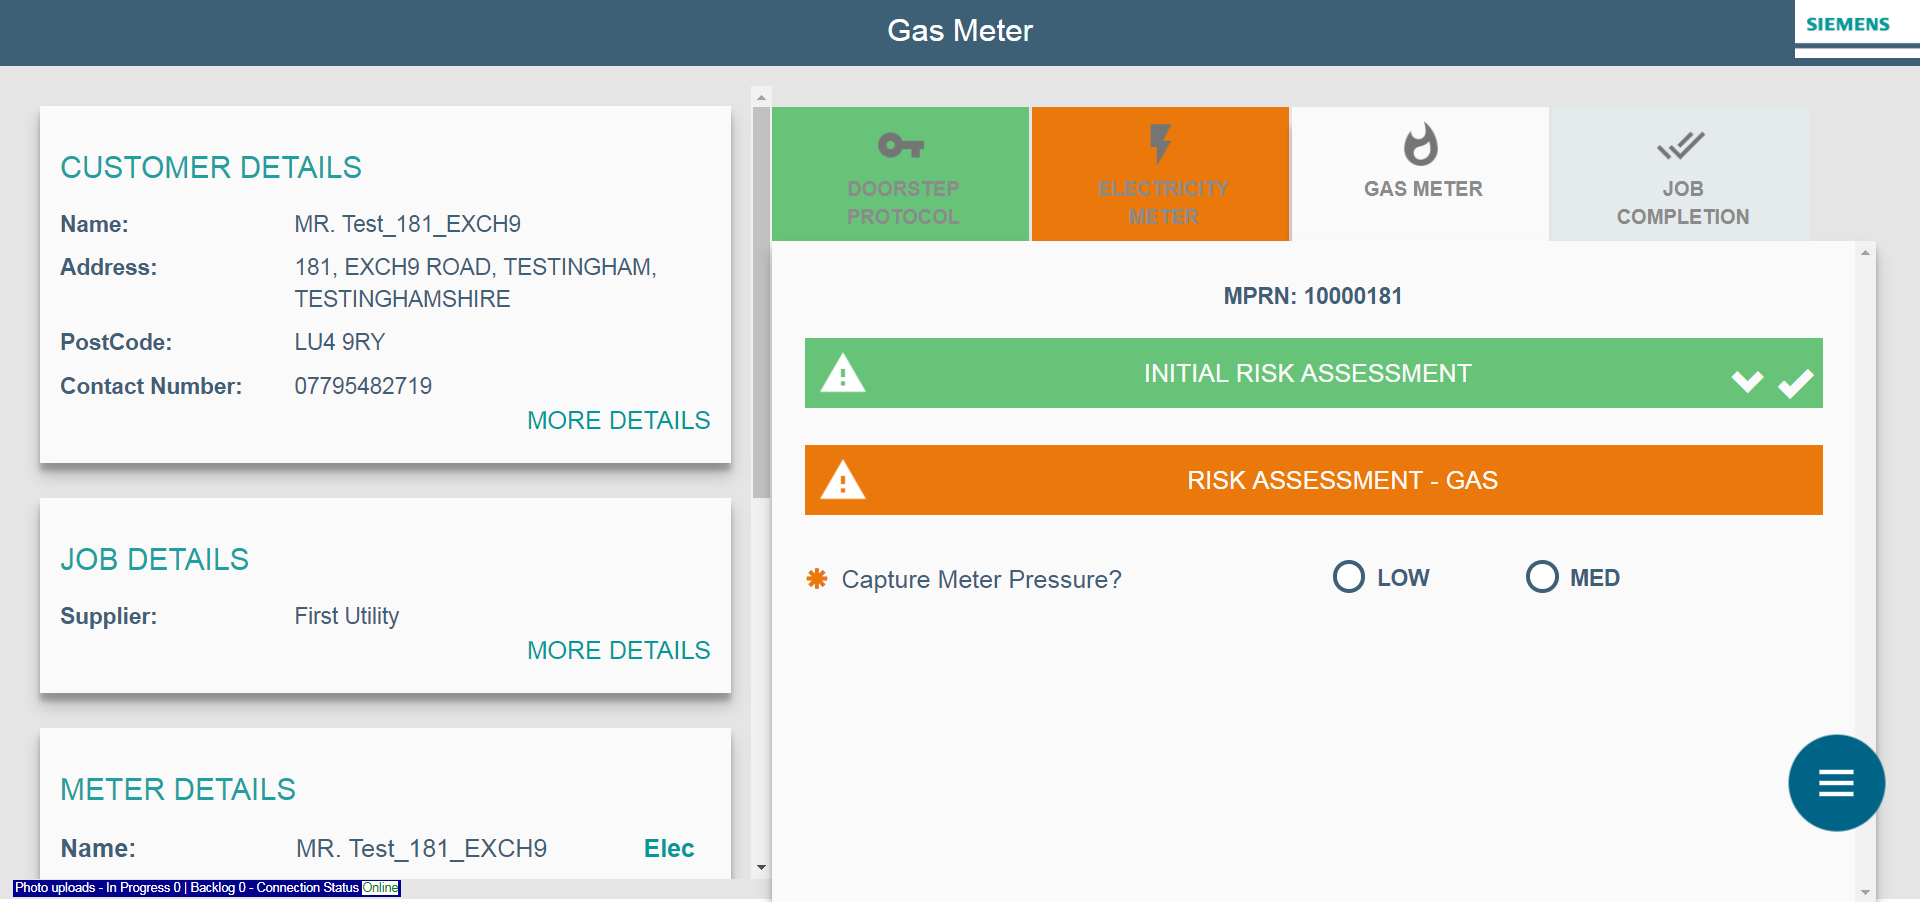 Gas Meter
SIEMENS
CUSTOMER DETAILS
Name: MR. Test_181_EXCH9
Address: 181, EXCH9 ROAD, TESTINGHAM,
TESTINGHAMSHIRE
PostCode: LU4 9RY
Contact Number: 07795482719
MORE DETAILS
JOB DETAILS
Supplier: First Utility
MORE DETAILS
METER DETAILS
Name: MR. Test_181_EXCH9 Elec
Photo uploads - In Progress 0 | Backlog 0 - Connection Status Online
DOORSTEP
PROTOCOL
ELECTRICITY
METER
GAS METER
JOB
COMPLETION
MPRN: 10000181
INITIAL RISK ASSESSMENT
RISK ASSESSMENT - GAS
Capture Meter Pressure? LOW MED